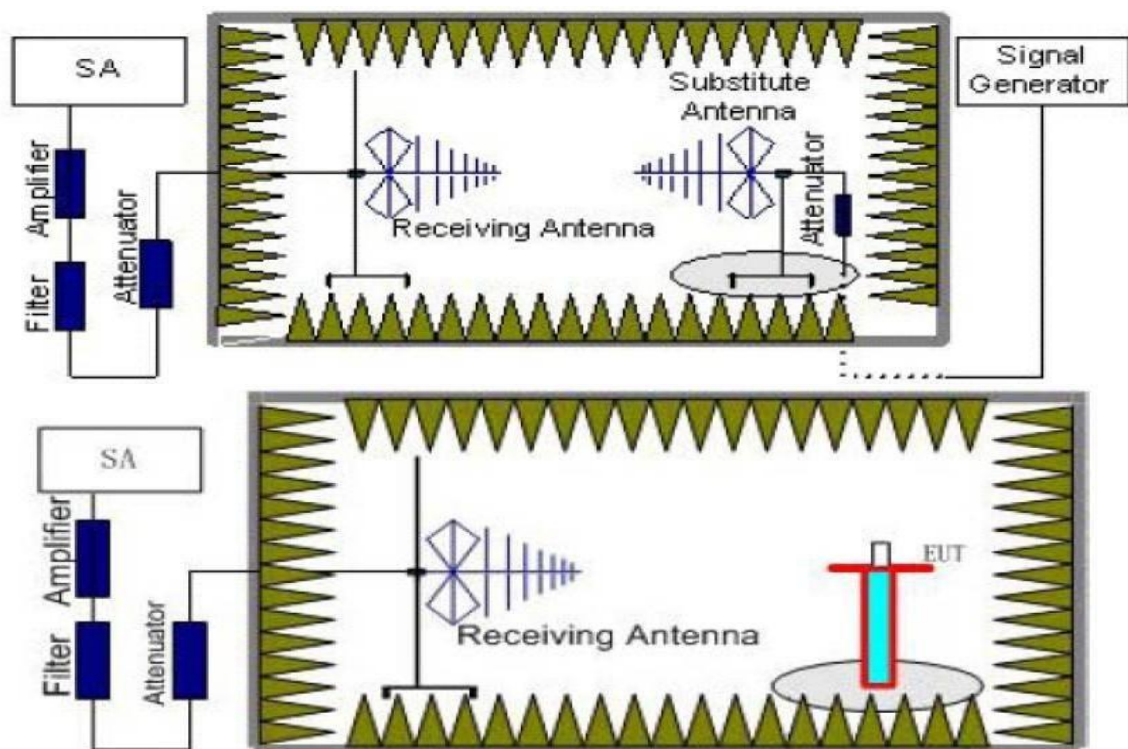 SA
Signal
Generator
Substitute
Antenna
Amplifier
Attenuator
Filter
Attenuator
Receiving Antenna
SA
Amplifier
Filter
Attenuator
Receiving Antenna
EUT